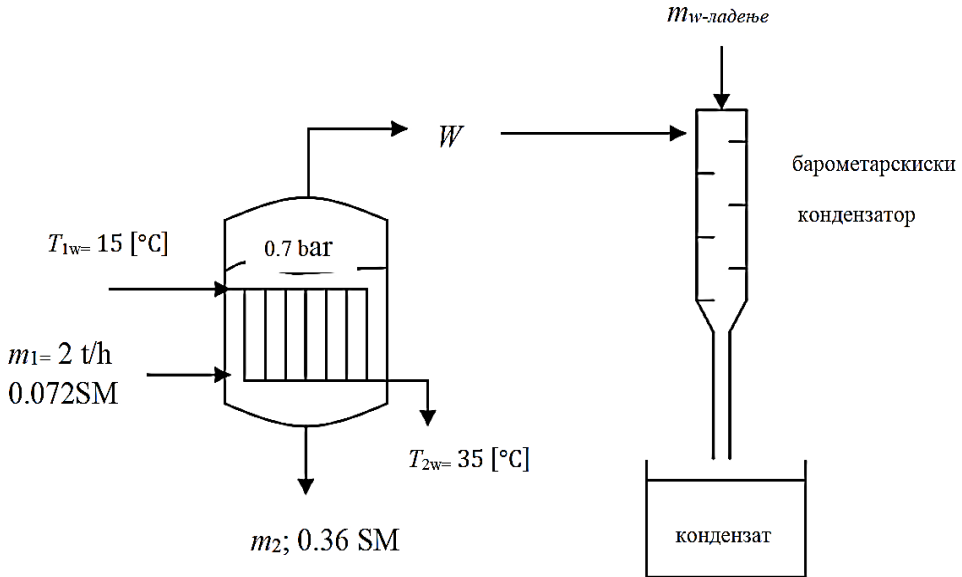 mw-ладење
W
барометарскиски
кондензатор
T1w= 15 [°C]
0.7 bar
m1= 2 t/h
0.072SM
T2w= 35 [°C]
m2; 0.36 SM
кондензат